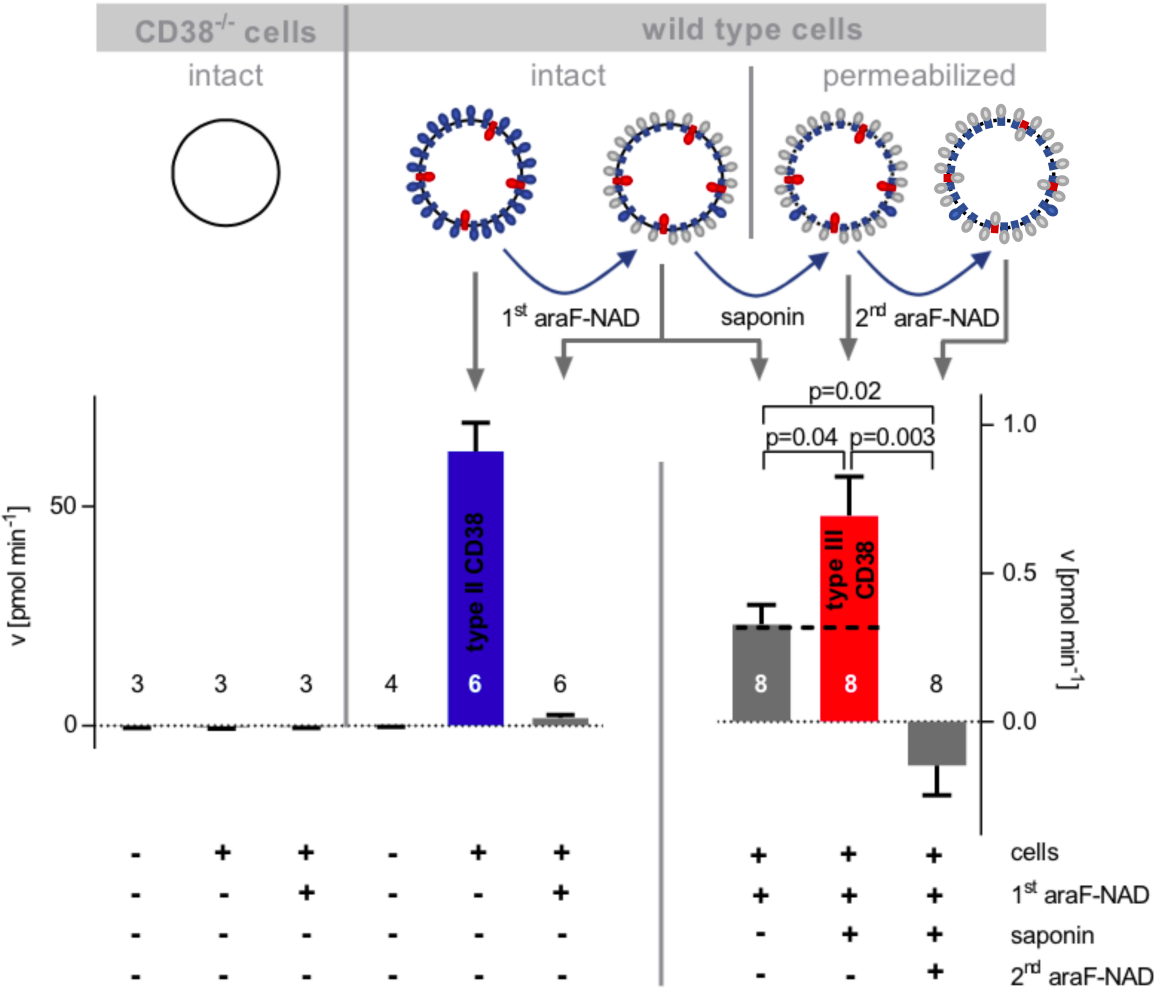 CD38-/- cells
wild type cells
intact
intact
permeabilized
1st araF-NAD
saponin
2nd araF-NAD
p=0.02
p=0.04
p=0.003
1.0
50
0.5
0
0.0
v [pmol min-1]
type II CD38
type III
CD38
v [pmol min-1]
3 3 3 4 6 6 8 8 8
- + + - + + + + + cells
- - + - - + + + + 1st araF-NAD
- - - - - - - + + saponin
- - - - - - - - + 2nd araF-NAD